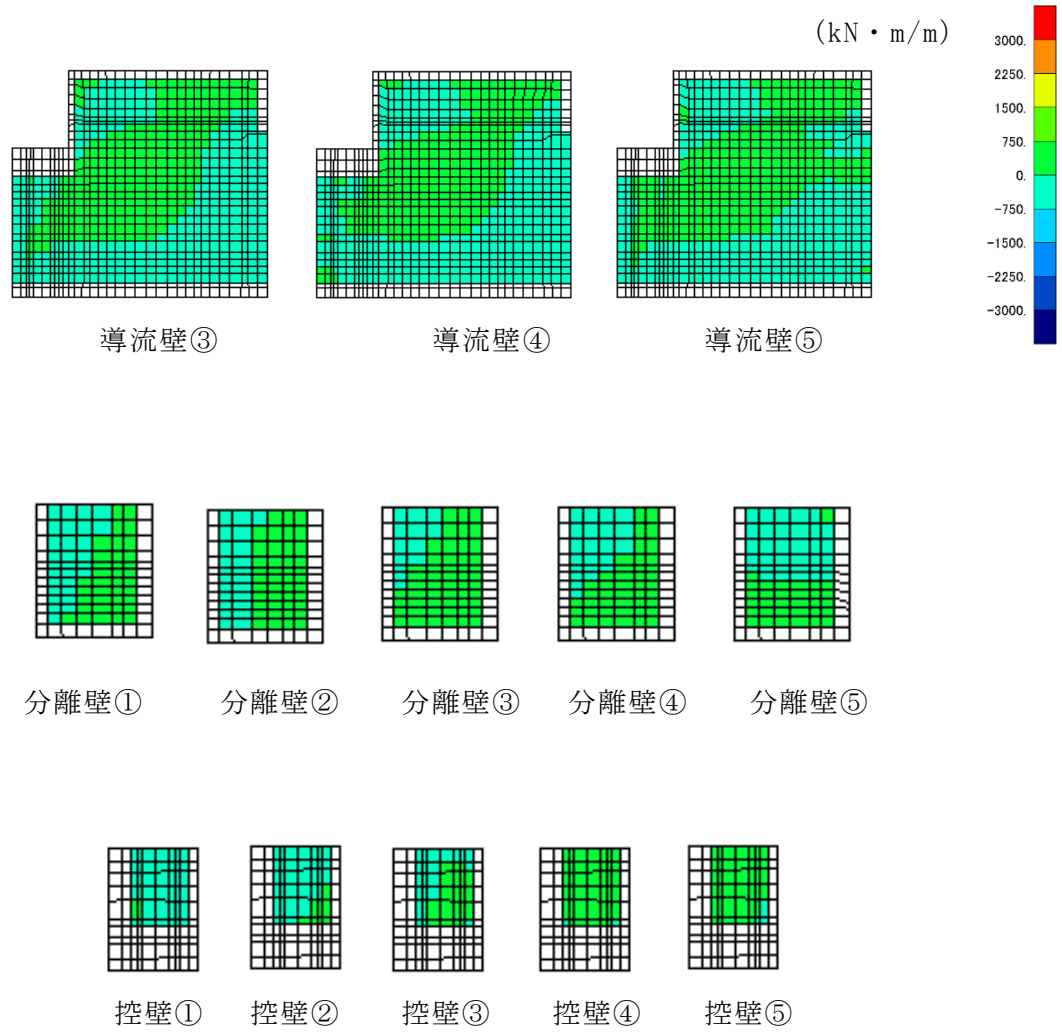 (kN・m/m)
3000.
2250.
1500.
750.
0.
-750.
-1500.
-2250.
-3000.
導流壁③ 導流壁④ 導流壁⑤
分離壁① 分離壁② 分離壁③ 分離壁④ 分離壁⑤
控壁① 控壁② 控壁③ 控壁④ 控壁⑤